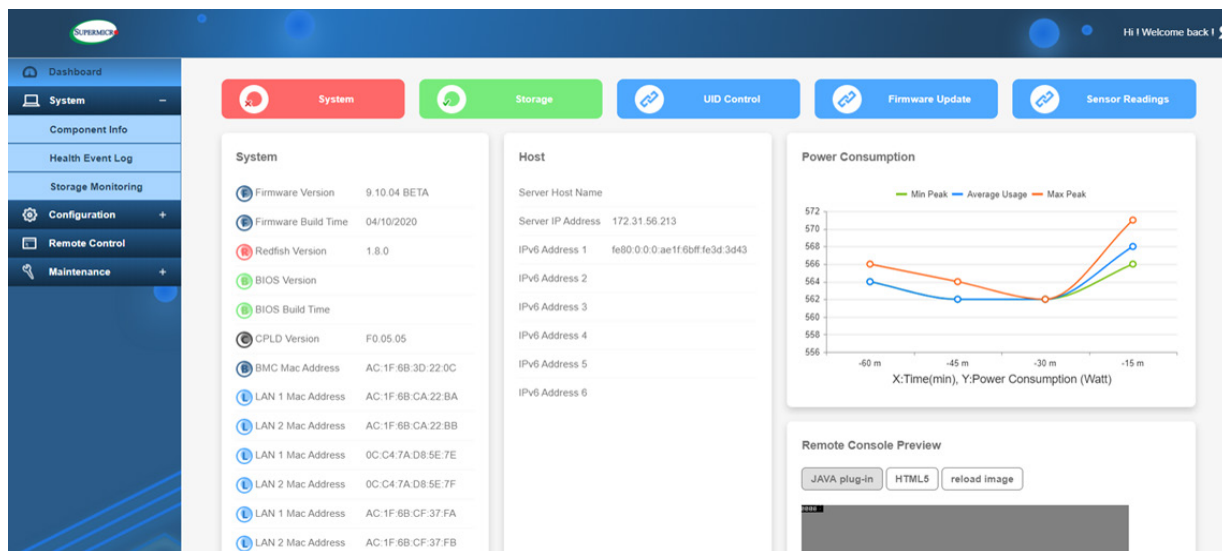 SUPERMICR
Hi ! Welcome back !
Dashboard
System −
Component Info
Health Event Log
Storage Monitoring
Configuration +
Remote Control
Maintenance +
System
Storage
UID Control
Firmware Update
Sensor Readings
System
Firmware Version 9.10.04 BETA
Firmware Build Time 04/10/2020
Redfish Version 1.8.0
BIOS Version
BIOS Build Time
CPLD Version F0.05.05
BMC Mac Address AC:1F:6B:3D:22:0C
LAN 1 Mac Address AC:1F:6B:CA:22:BA
LAN 2 Mac Address AC:1F:6B:CA:22:BB
LAN 1 Mac Address 0C:C4:7A:D8:5E:7E
LAN 2 Mac Address 0C:C4:7A:D8:5E:7F
LAN 1 Mac Address AC:1F:6B:CF:37:FA
LAN 2 Mac Address AC:1F:6B:CF:37:FB
Host
Server Host Name
Server IP Address 172.31.56.213
IPv6 Address 1 fe80:0:0:0:ae1f:6bff:fe3d:3d43
IPv6 Address 2
IPv6 Address 3
IPv6 Address 4
IPv6 Address 5
IPv6 Address 6
Power Consumption
Min Peak Average Usage Max Peak
572
570
568
566
564
562
560
558
556
-60 m -45 m -30 m -15 m
X:Time(min), Y:Power Consumption (Watt)
Remote Console Preview
JAVA plug-in HTML5 reload image